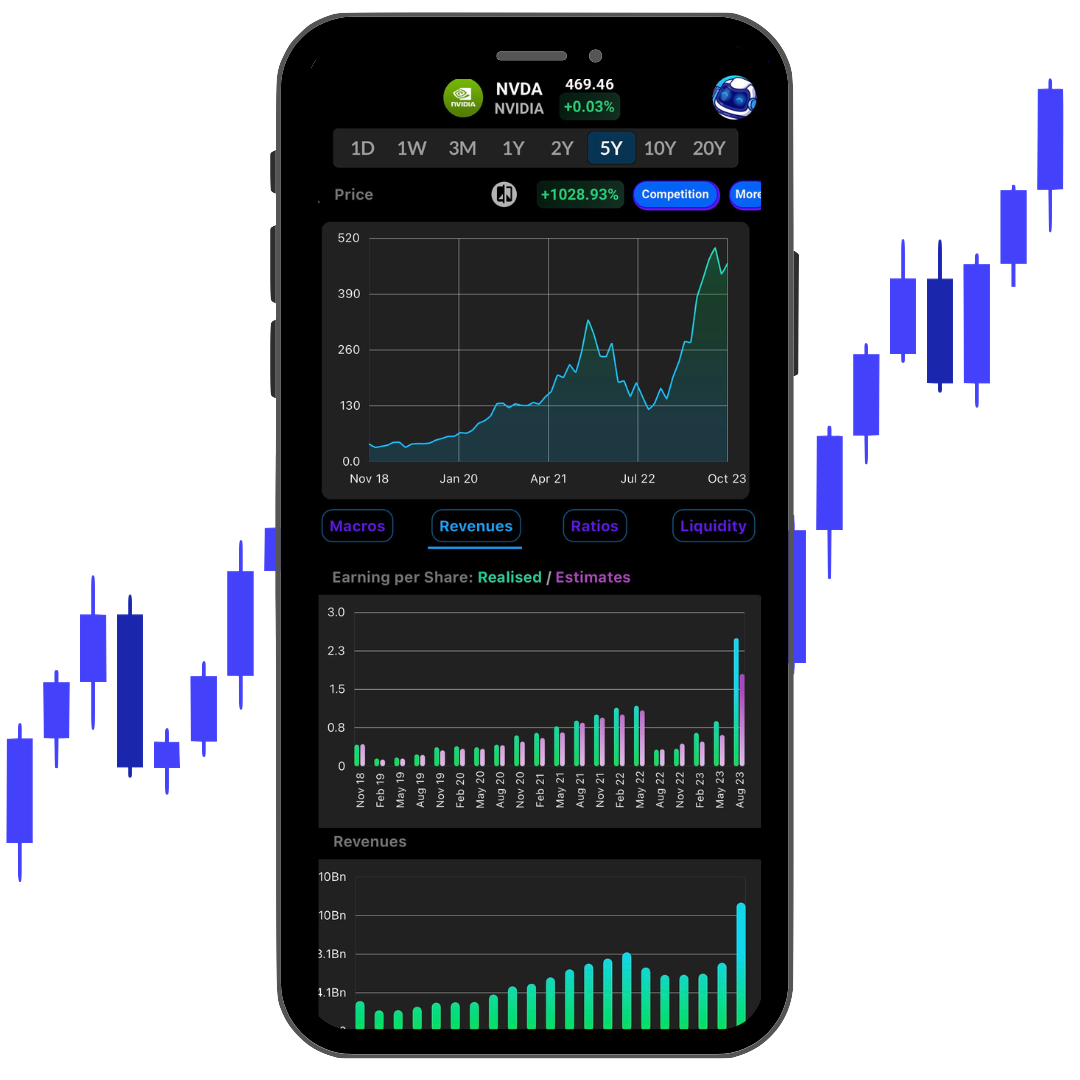 NVDA 469.46
NVIDIA NVIDIA +0.03%
1D 1W 3M 1Y 2Y 5Y 10Y 20Y
Price +1028.93% Competition More
520
390
260
130
0.0
Nov 18 Jan 20 Apr 21 Jul 22 Oct 23
Macros Revenues Ratios Liquidity
Earning per Share: Realised / Estimates
3.0
2.3
1.5
0.8
0
Nov 18 Feb 19 May 19 Aug 19 Nov 19 Feb 20 May 20 Aug 20 Nov 20 Feb 21 May 21 Aug 21 Nov 21 Feb 22 May 22 Aug 22 Nov 22 Feb 23 May 23 Aug 23
Revenues
10Bn
10Bn
3.1Bn
4.1Bn